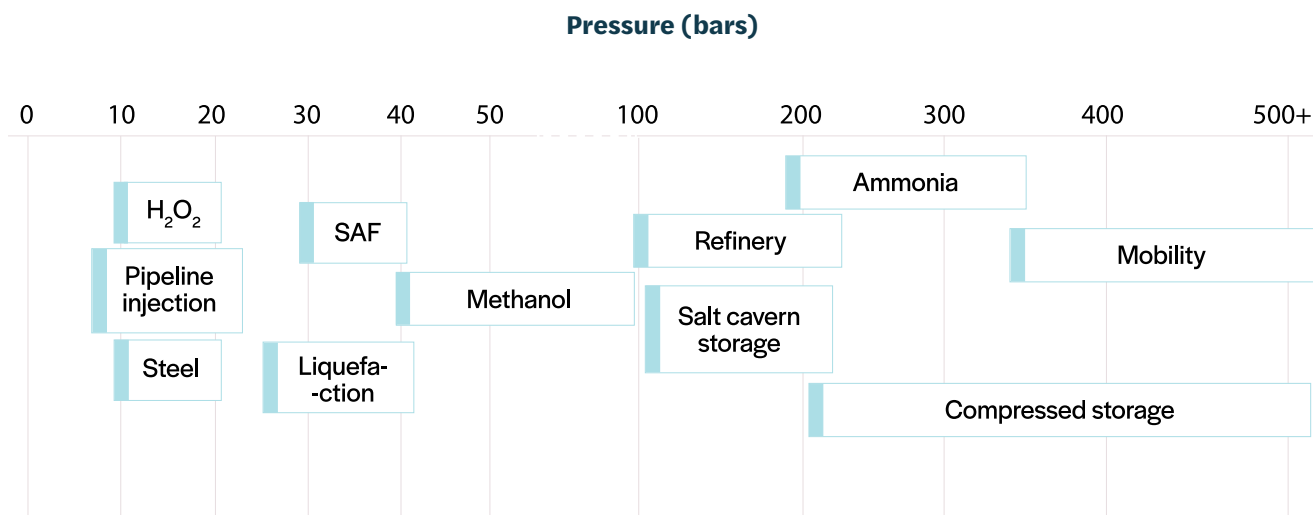 Pressure (bars)
0 10 20 30 40 50 100 200 300 400 500+
Ammonia
H₂O₂
SAF
Refinery
Mobility
Pipeline
injection
Methanol
Salt cavern
storage
Steel
Liquefa-
-ction
Compressed storage